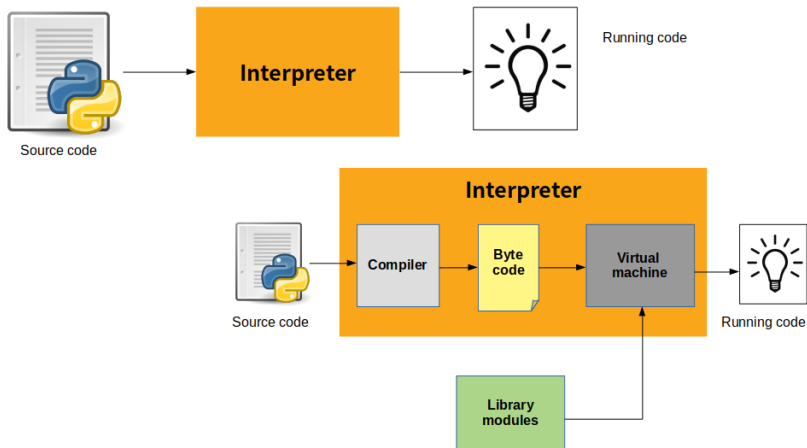 Interpreter
Running code
Source code
Interpreter
Compiler
Byte
code
Virtual
machine
Source code
Running code
Library
modules